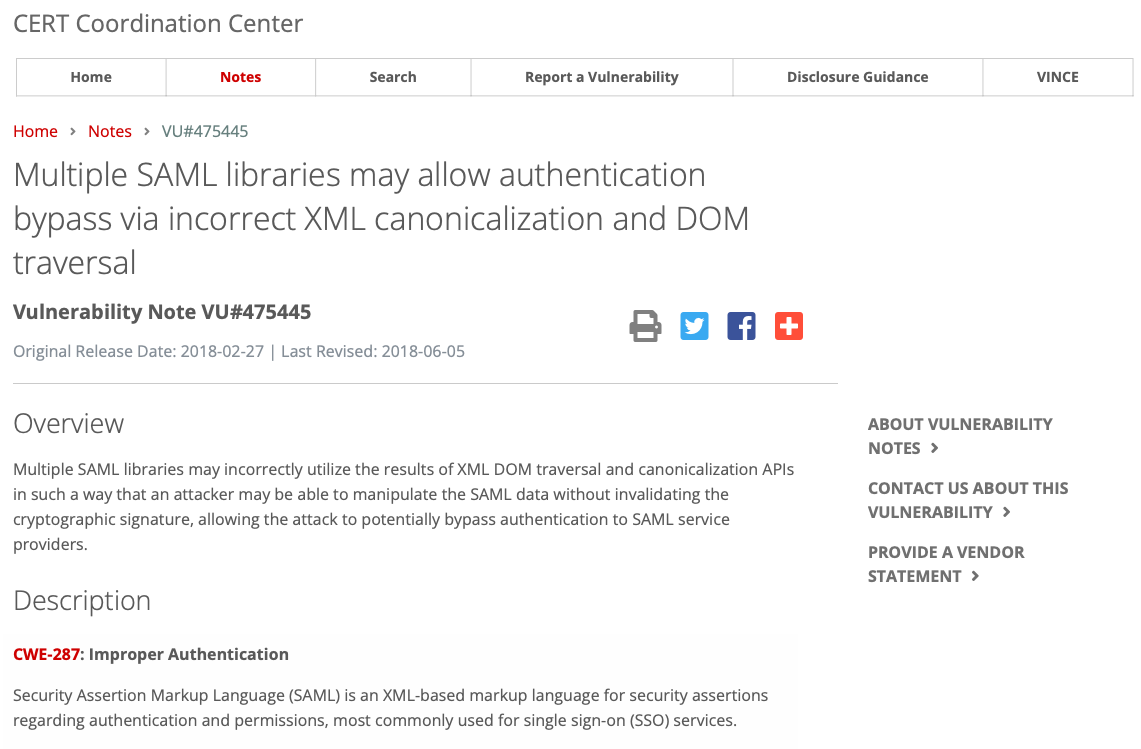 CERT Coordination Center
Home Notes Search Report a Vulnerability Disclosure Guidance VINCE
Home › Notes › VU#475445
Multiple SAML libraries may allow authentication
bypass via incorrect XML canonicalization and DOM
traversal
Vulnerability Note VU#475445
Original Release Date: 2018-02-27 | Last Revised: 2018-06-05
Overview
Multiple SAML libraries may incorrectly utilize the results of XML DOM traversal and canonicalization APIs
in such a way that an attacker may be able to manipulate the SAML data without invalidating the
cryptographic signature, allowing the attack to potentially bypass authentication to SAML service
providers.
Description
CWE-287: Improper Authentication
Security Assertion Markup Language (SAML) is an XML-based markup language for security assertions
regarding authentication and permissions, most commonly used for single sign-on (SSO) services.
ABOUT VULNERABILITY
NOTES ›
CONTACT US ABOUT THIS
VULNERABILITY ›
PROVIDE A VENDOR
STATEMENT ›